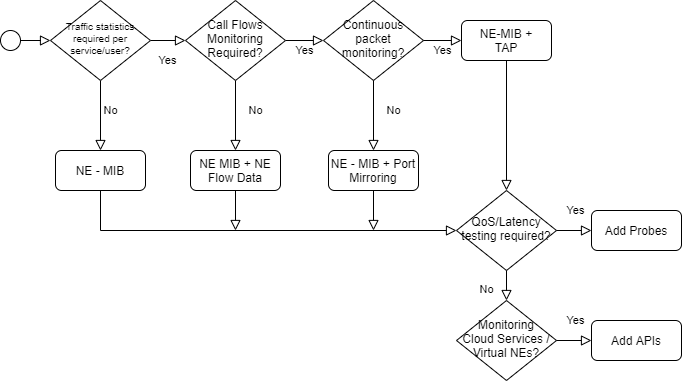 Traffic statistics
required per
service/user?
Yes
Call Flows
Monitoring
Required?
Yes
Continuous
packet
monitoring?
Yes
NE-MIB +
TAP
No
No
No
NE - MIB
NE MIB + NE
Flow Data
NE - MIB + Port
Mirroring
QoS/Latency
testing required?
Yes
Add Probes
No
Monitoring
Cloud Services /
Virtual NEs?
Yes
Add APIs